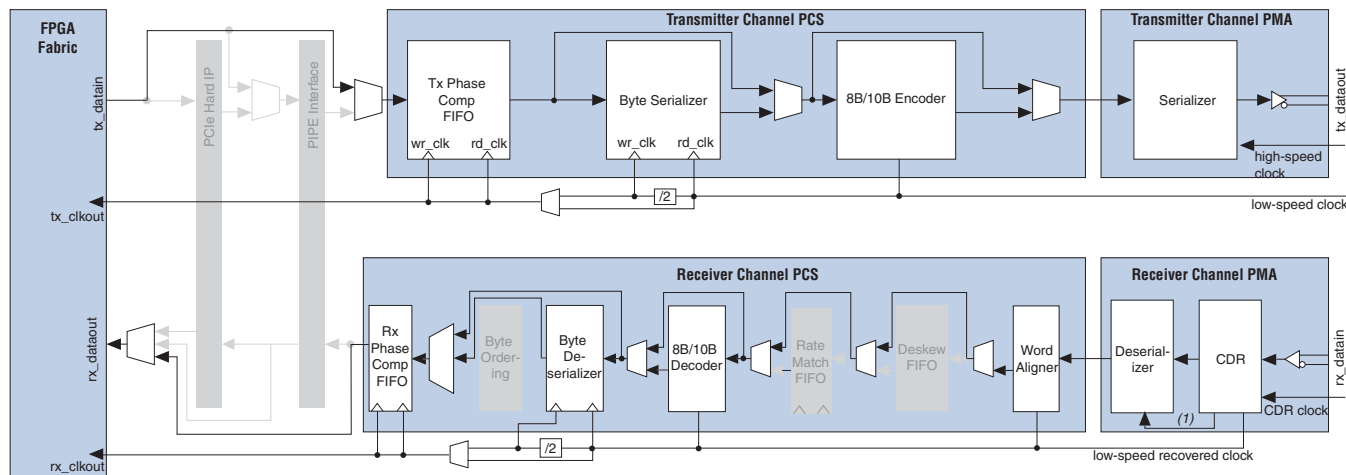 FPGA
Fabric
tx_datain
PCIe Hard IP
PIPE Interface
Transmitter Channel PCS
Tx Phase
Comp
FIFO
wr_clk
rd_clk
Byte Serializer
wr_clk
rd_clk
8B/10B Encoder
Transmitter Channel PMA
Serializer
tx_dataout
high-speed
clock
/2
tx_clkout
low-speed clock
Receiver Channel PCS
Rx
Phase
Comp
FIFO
Byte
Order-
ing
Byte
De-
serializer
8B/10B
Decoder
Rate
Match
FIFO
Deskew
FIFO
Word
Aligner
Receiver Channel PMA
Deserial-
izer
CDR
rx_datain
CDR clock
(1)
rx_dataout
/2
rx_clkout
low-speed recovered clock